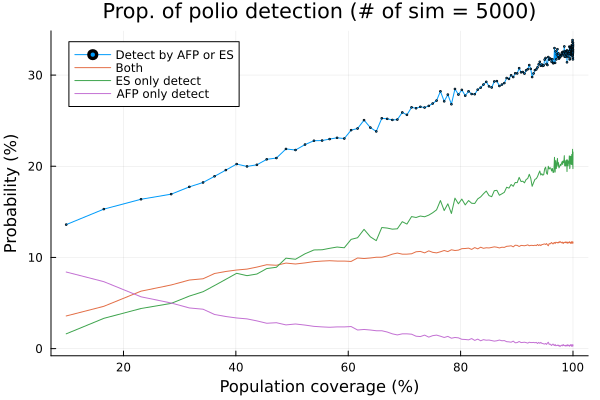 Prop. of polio detection (# of sim = 5000)
Detect by AFP or ES
Both
ES only detect
AFP only detect
Probability (%)
30
20
10
0
20
40
60
80
100
Population coverage (%)